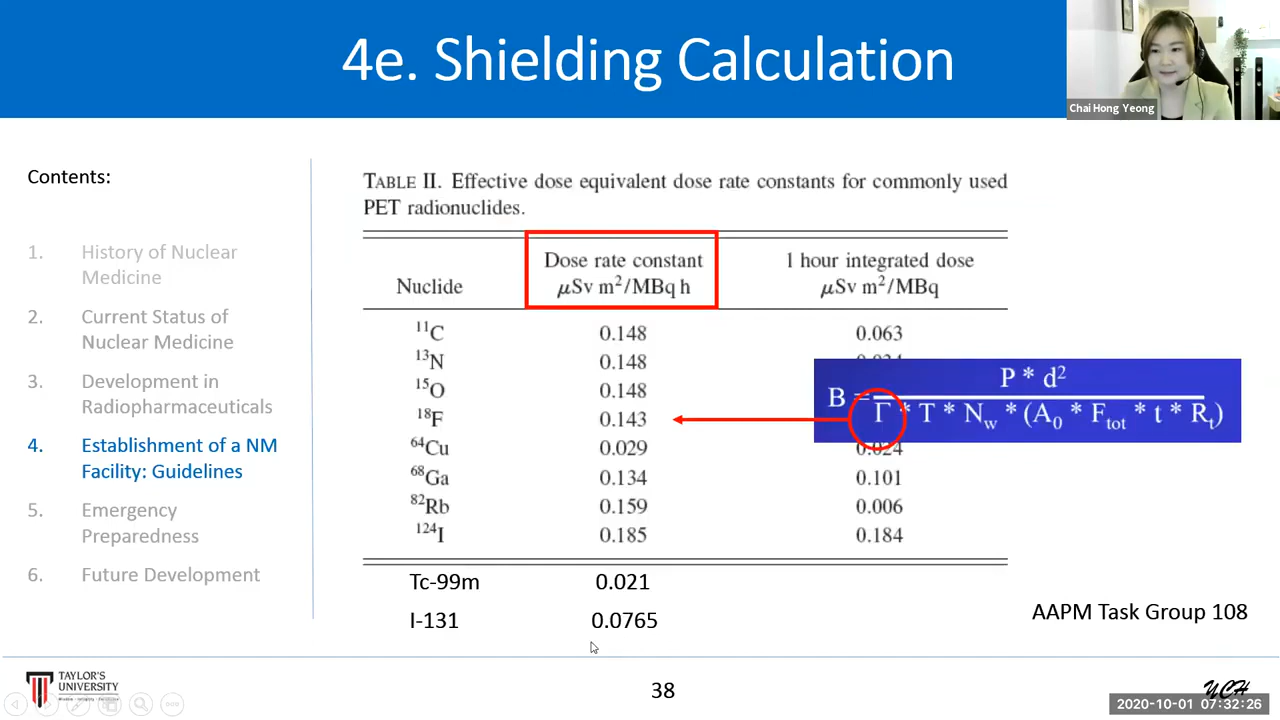 4e. Shielding Calculation
Chai Hong Yeong
Contents:
1. History of Nuclear
Medicine
2. Current Status of
Nuclear Medicine
3. Development in
Radiopharmaceuticals
4. Establishment of a NM
Facility: Guidelines
5. Emergency
Preparedness
6. Future Development
TABLE II. Effective dose equivalent dose rate constants for commonly used
PET radionuclides.
Nuclide
Dose rate constant
μSv m²/MBq h
1 hour integrated dose
μSv m²/MBq
¹¹C 0.148 0.063
¹³N 0.148
¹⁵O 0.148
¹⁸F 0.143
⁶⁴Cu 0.029 0.024
⁶⁸Ga 0.134 0.101
⁸²Rb 0.159 0.006
¹²⁴I 0.185 0.184
Tc-99m 0.021
I-131 0.0765
P * d²
B =
Γ * T * N_w * (A₀ * F_tot * t * R_t)
AAPM Task Group 108
TAYLOR'S
UNIVERSITY
38
YCH
2020-10-01 07:32:26